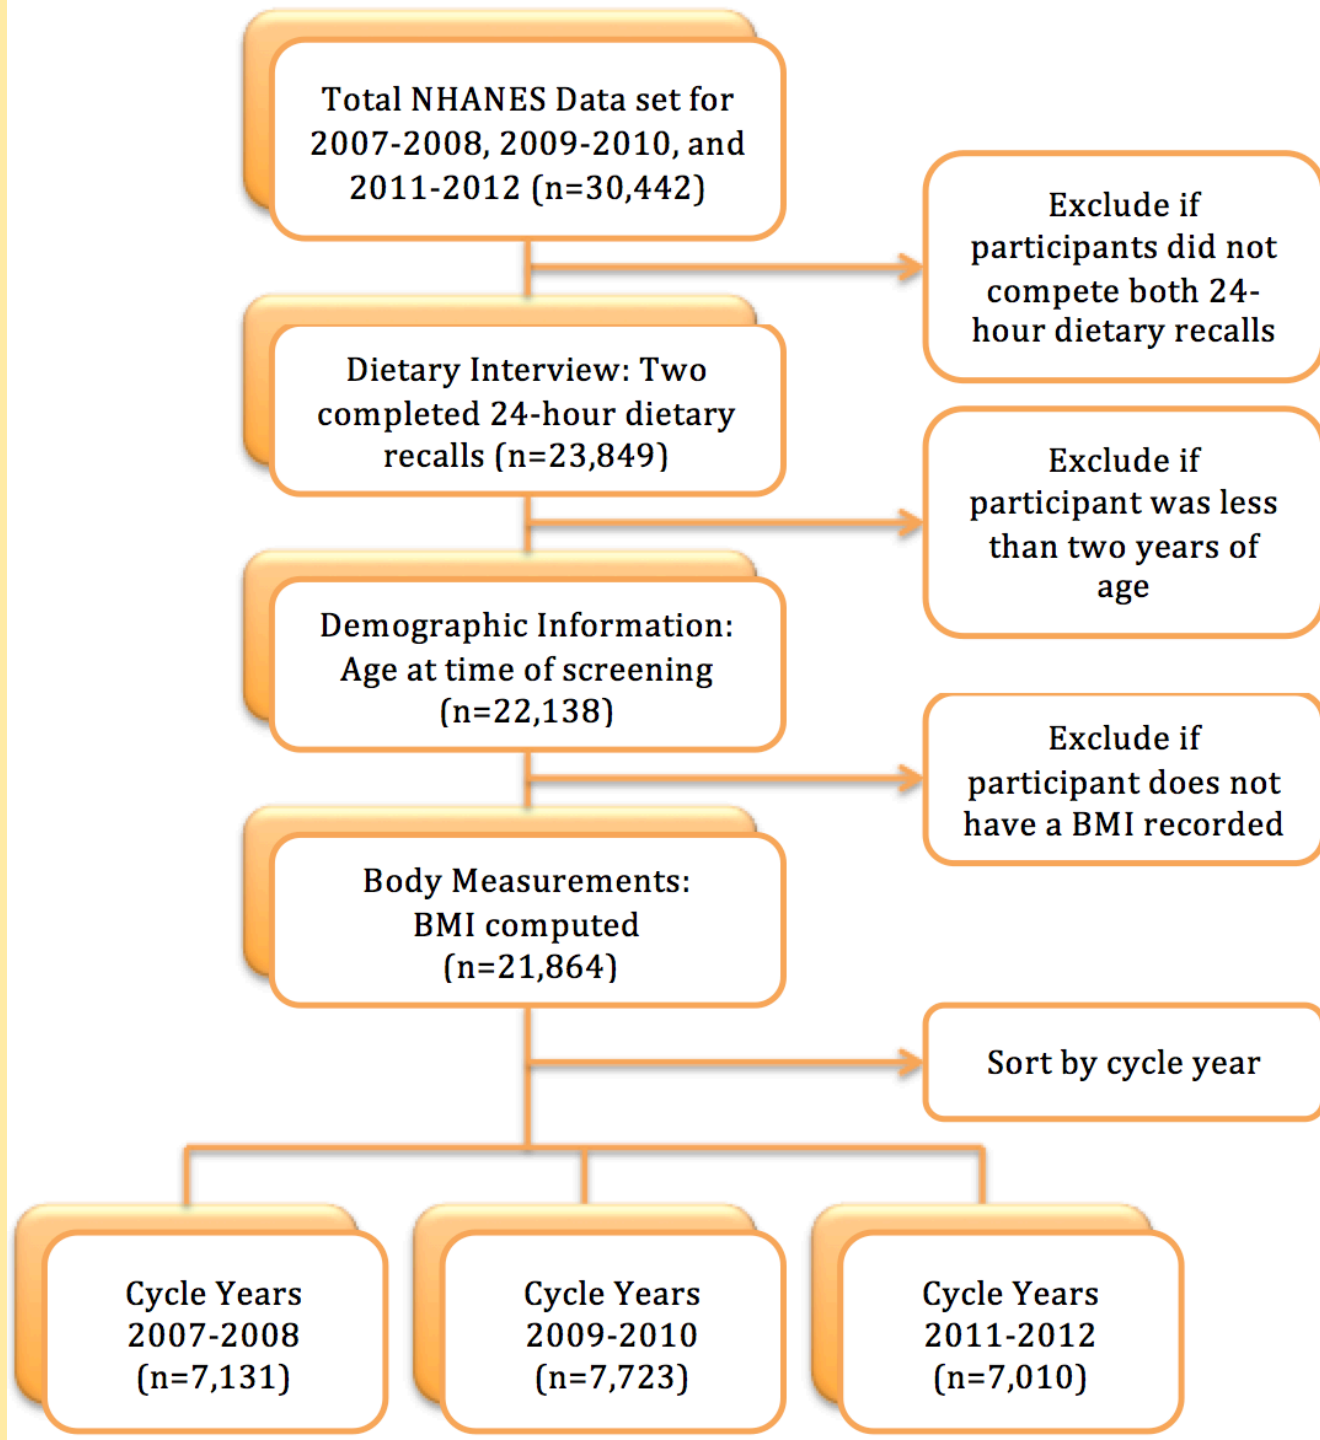 Total NHANES Data set for
2007-2008, 2009-2010, and
2011-2012 (n=30,442)
Exclude if
participants did not
compete both 24-
hour dietary recalls
Dietary Interview: Two
completed 24-hour dietary
recalls (n=23,849)
Exclude if
participant was less
than two years of
age
Demographic Information:
Age at time of screening
(n=22,138)
Exclude if
participant does not
have a BMI recorded
Body Measurements:
BMI computed
(n=21,864)
Sort by cycle year
Cycle Years
2007-2008
(n=7,131)
Cycle Years
2009-2010
(n=7,723)
Cycle Years
2011-2012
(n=7,010)